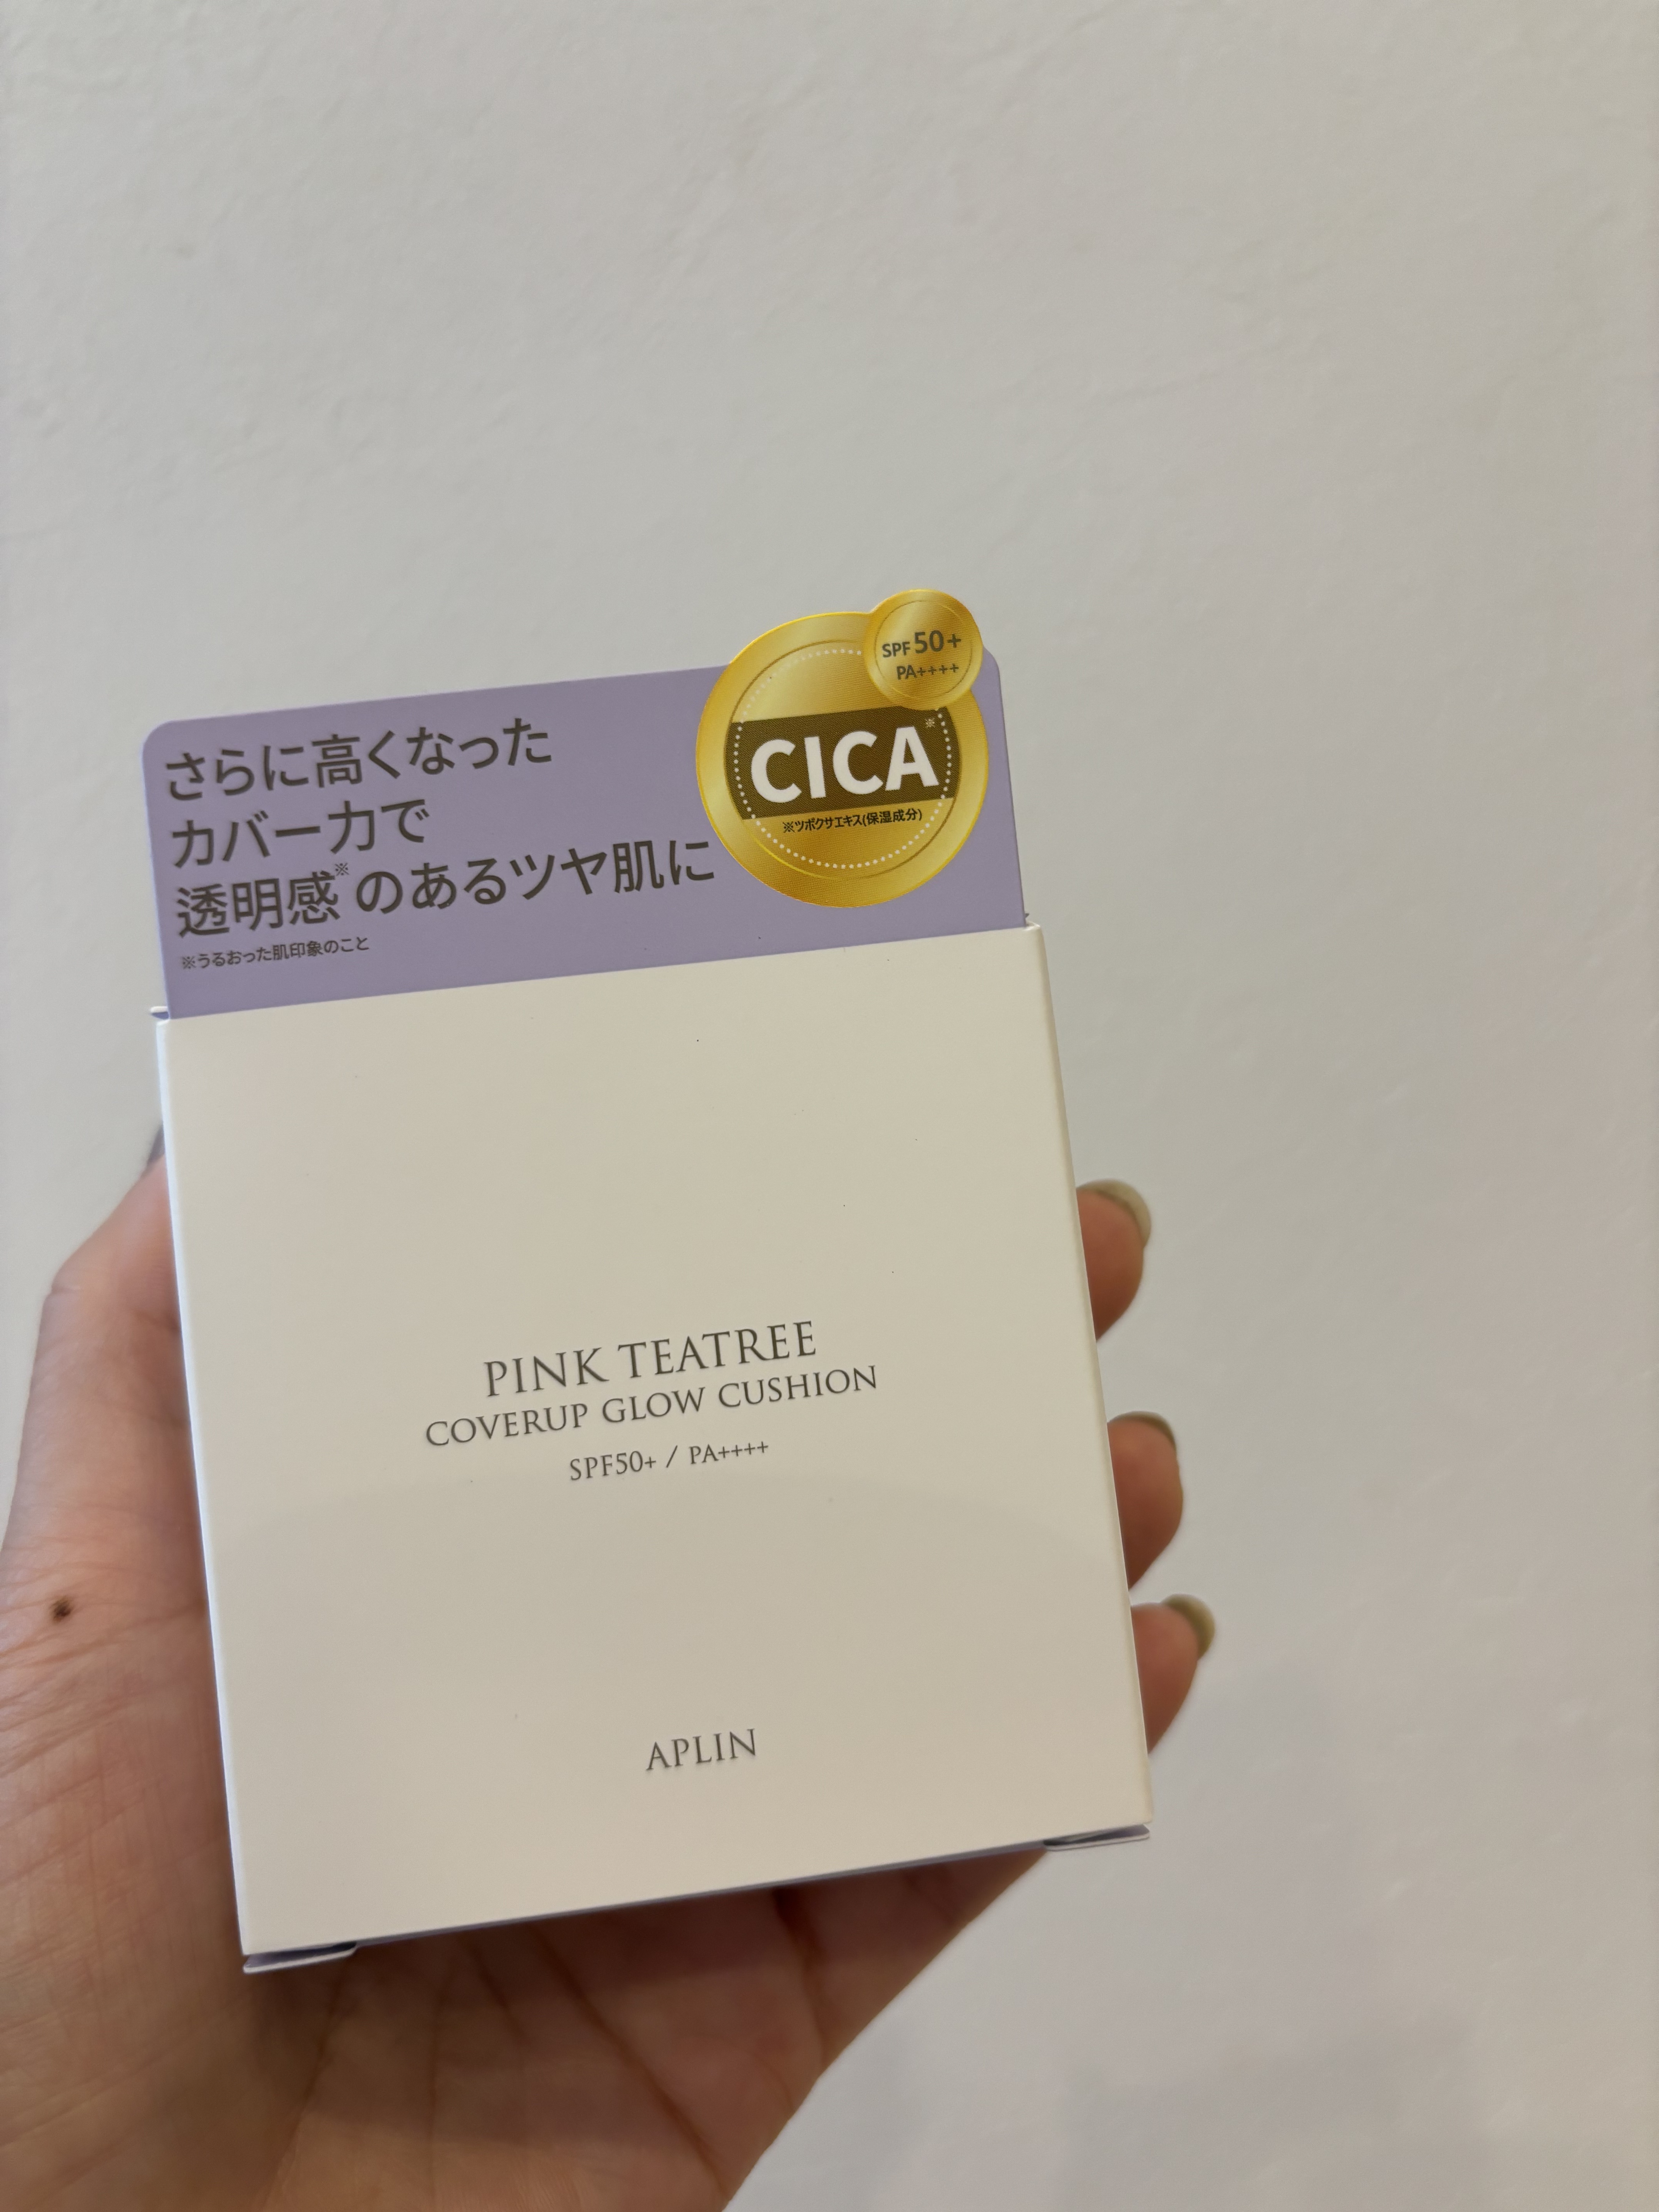 さらに高くなった
カバー力で
透明感※のあるツヤ肌に
※うるおった肌印象のこと
SPF 50+
PA++++
CICA※
※ツボクサエキス(保湿成分)
PINK TEATREE
COVERUP GLOW CUSHION
SPF50+ / PA++++
APLIN